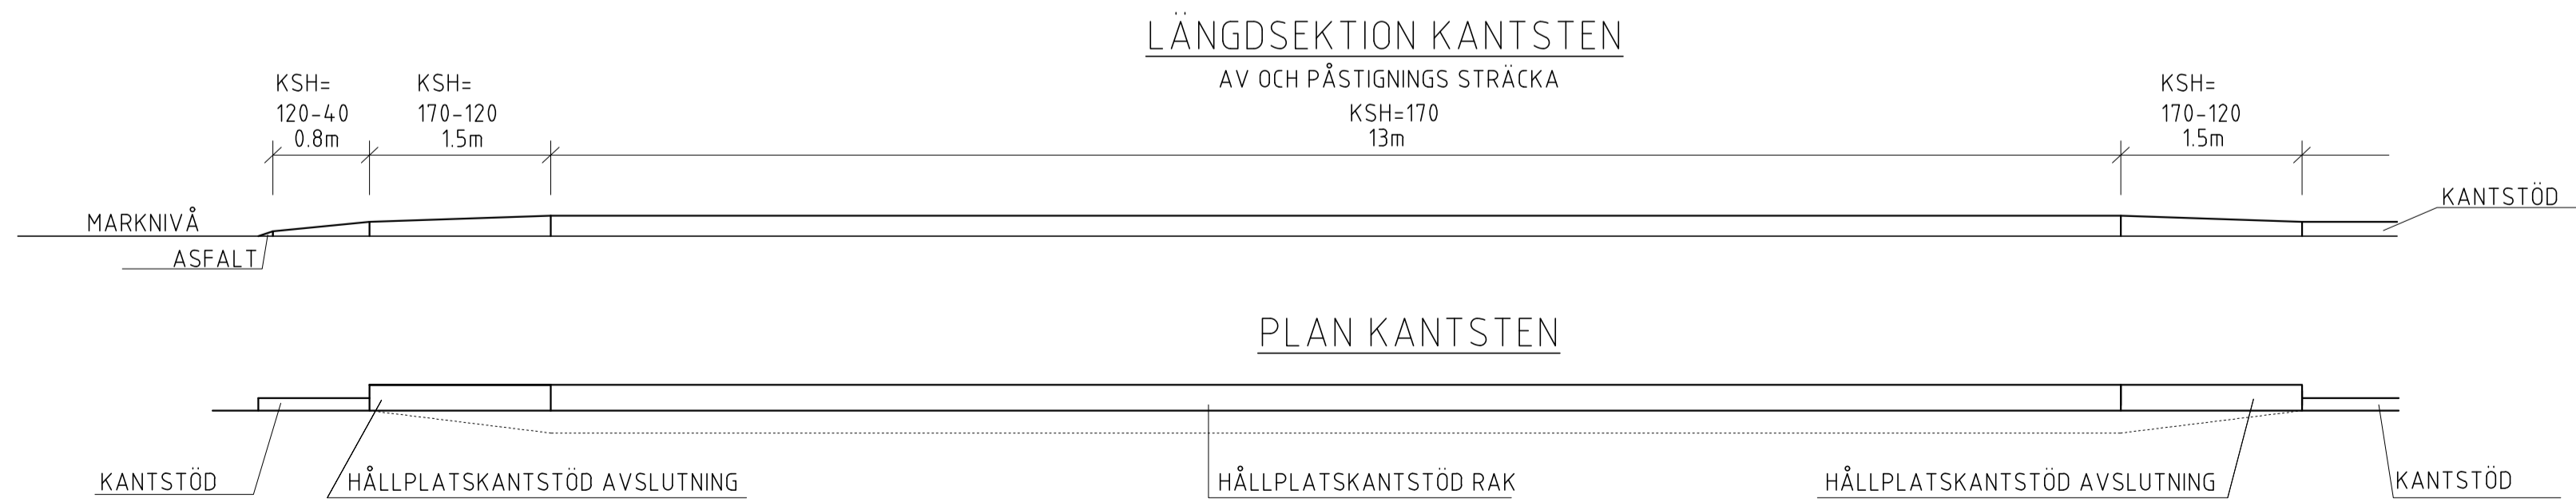 LÄNGDSEKTION KANTSTEN
AV OCH PÅSTIGNINGS STRÄCKA
KSH=170
13m
KSH=
120-40
0.8m
KSH=
170-120
1.5m
KSH=
170-120
1.5m
MARKNIVÅ
ASFALT
KANTSTÖD
PLAN KANTSTEN
KANTSTÖD
HÅLLPLATSKANTSTÖD AVSLUTNING
HÅLLPLATSKANTSTÖD RAK
HÅLLPLATSKANTSTÖD AVSLUTNING
KANTSTÖD